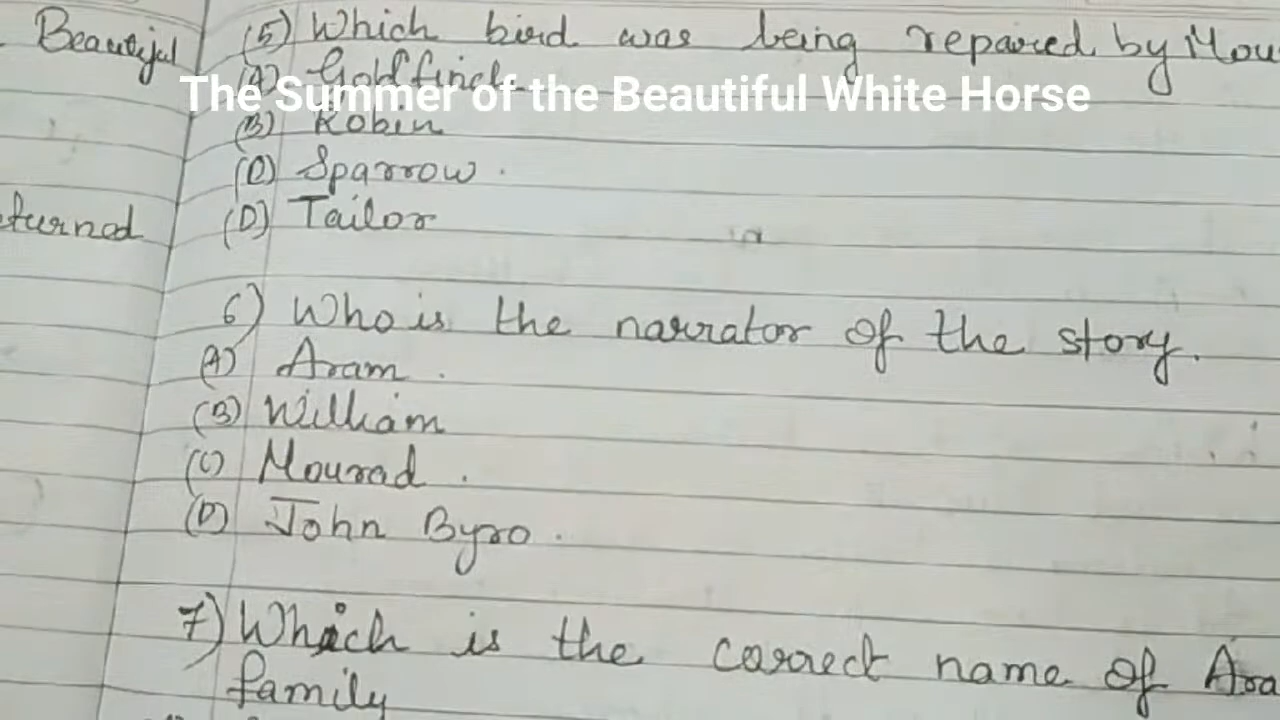 Beautiful
(5) Which bird was being repaired by Mou
(A) Goldfinch.
The Summer of the Beautiful White Horse
(B) Robin
(C) Sparrow.
eturned
(D) Tailor
6) Who is the narrator of the story.
(A) Aram.
(B) William
(C) Mourad.
(D) John Byro.
7) Which is the correct name of Ara
family